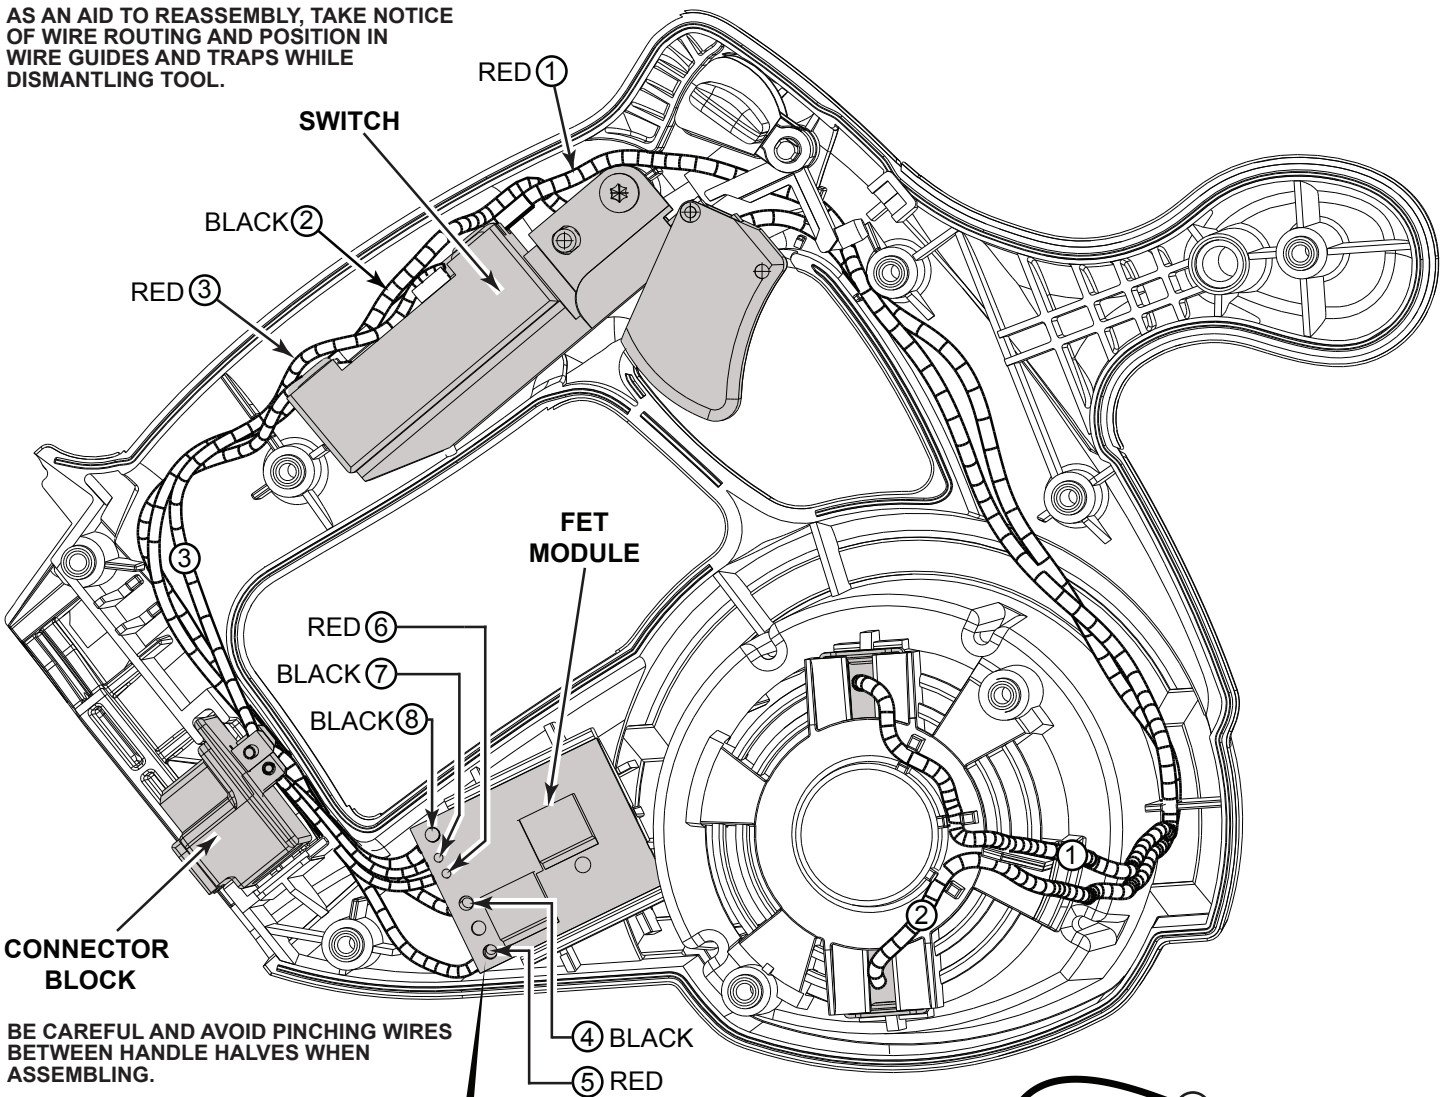 AS AN AID TO REASSEMBLY, TAKE NOTICE
OF WIRE ROUTING AND POSITION IN
WIRE GUIDES AND TRAPS WHILE
DISMANTLING TOOL.
RED ①
SWITCH
BLACK ②
RED ③
③
FET
MODULE
RED ⑥
BLACK ⑦
BLACK ⑧
①
②
CONNECTOR
BLOCK
④ BLACK
⑤ RED
BE CAREFUL AND AVOID PINCHING WIRES
BETWEEN HANDLE HALVES WHEN
ASSEMBLING.